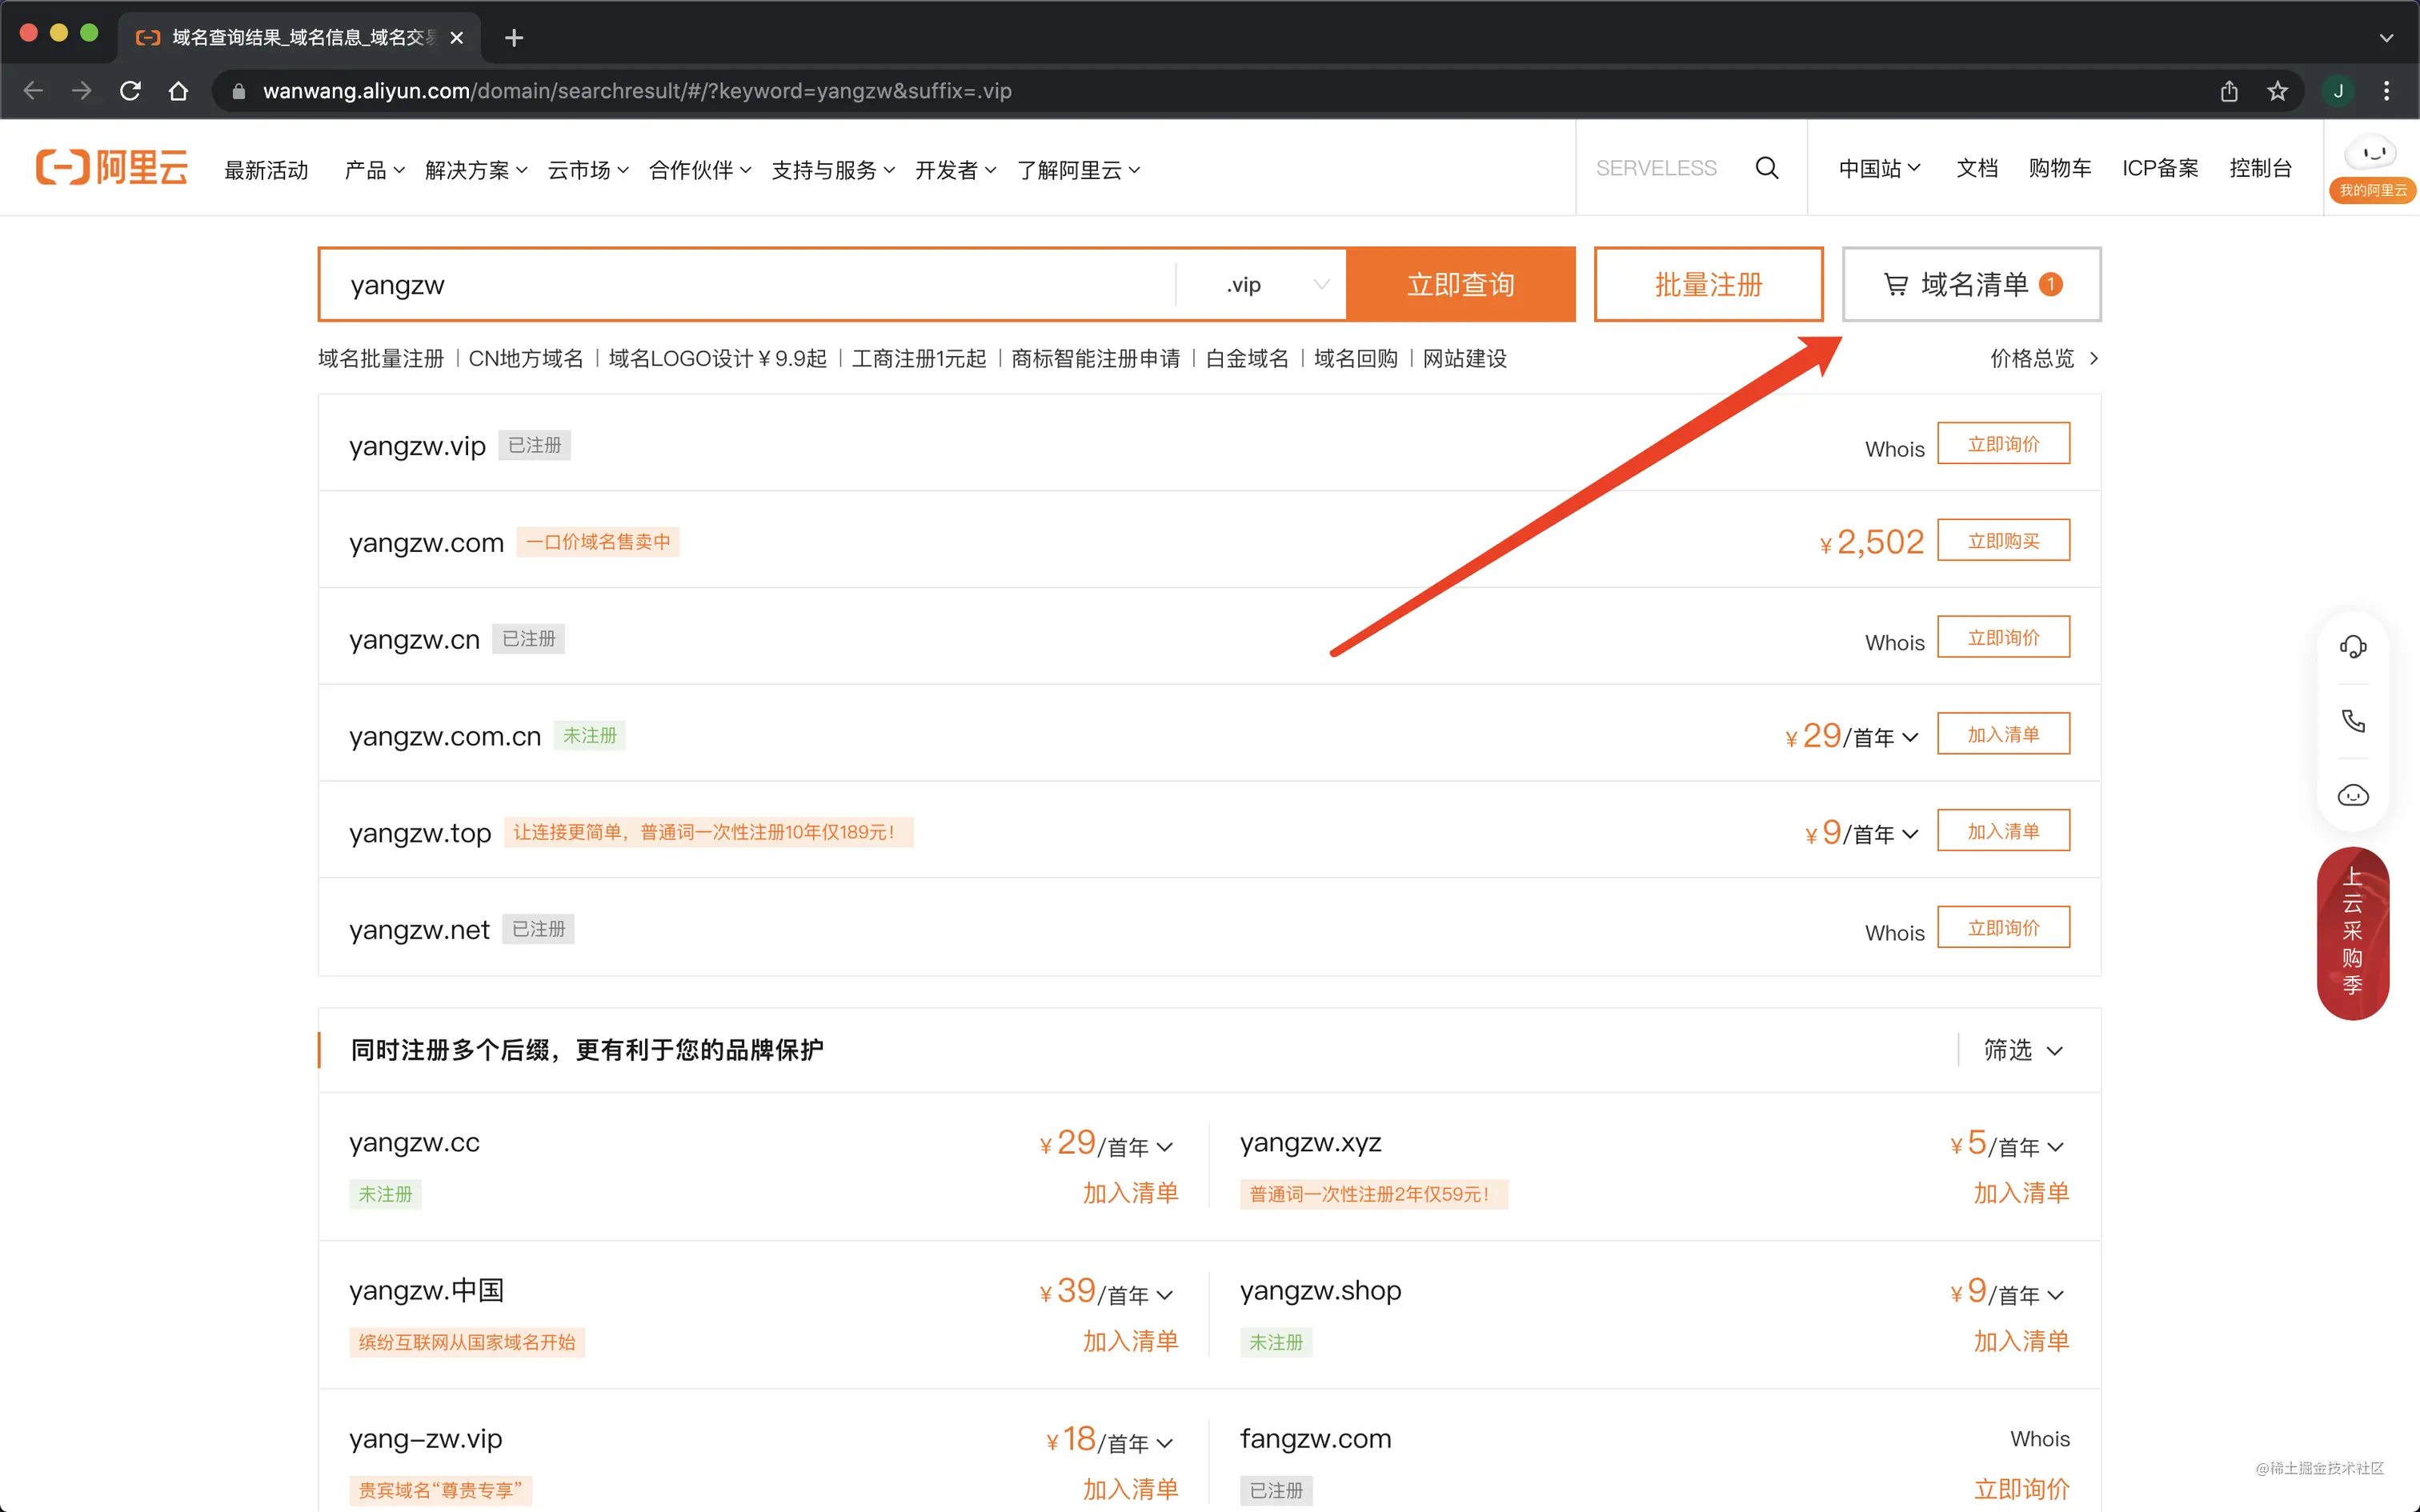 域名查询结果_域名信息_域名交易
wanwang.aliyun.com/domain/searchresult/#/?keyword=yangzw&suffix=.vip
J
阿里云 最新活动 产品 解决方案 云市场 合作伙伴 支持与服务 开发者 了解阿里云 SERVELESS 中国站 文档 购物车 ICP备案 控制台
我的阿里云
yangzw .vip 立即查询 批量注册 域名清单 1
域名批量注册 | CN地方域名 | 域名LOGO设计¥9.9起 | 工商注册1元起 | 商标智能注册申请 | 白金域名 | 域名回购 | 网站建设 价格总览
yangzw.vip 已注册 Whois 立即询价
yangzw.com 一口价域名售卖中 ¥2,502 立即购买
yangzw.cn 已注册 Whois 立即询价
yangzw.com.cn 未注册 ¥29/首年 加入清单
yangzw.top 让连接更简单，普通词一次性注册10年仅189元！ ¥9/首年 加入清单
yangzw.net 已注册 Whois 立即询价
上云采购季
同时注册多个后缀，更有利于您的品牌保护 筛选
yangzw.cc ¥29/首年 yangzw.xyz ¥5/首年
未注册 加入清单 普通词一次性注册2年仅59元！ 加入清单
yangzw.中国 ¥39/首年 yangzw.shop ¥9/首年
缤纷互联网从国家域名开始 加入清单 未注册 加入清单
yang-zw.vip ¥18/首年 fangzw.com Whois
贵宾域名“尊贵专享” 加入清单 已注册 立即询价
@稀土掘金技术社区